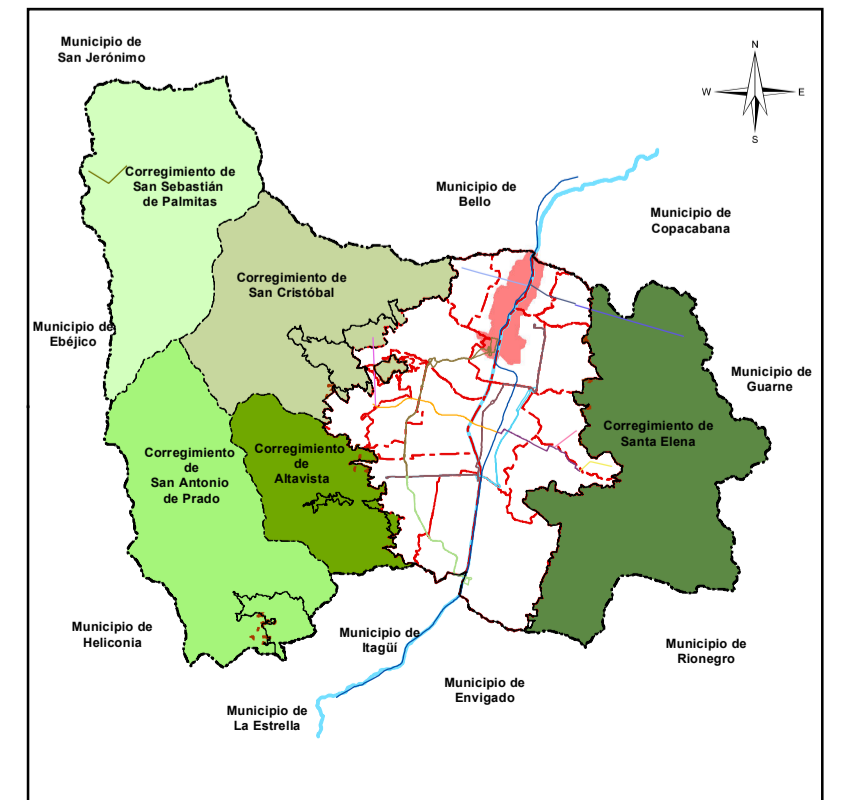 Municipio de
San Jerónimo
N
W
E
S
Corregimiento de
San Sebastián
de Palmitas
Municipio de
Bello
Municipio de
Copacabana
Corregimiento de
San Cristóbal
Municipio de
Ebéjico
Municipio de
Guarne
Corregimiento de
Santa Elena
Corregimiento
de
Altavista
Corregimiento
de
San Antonio
de Prado
Municipio de
Heliconia
Municipio de
Itagüí
Municipio de
Rionegro
Municipio de
Envigado
Municipio de
La Estrella